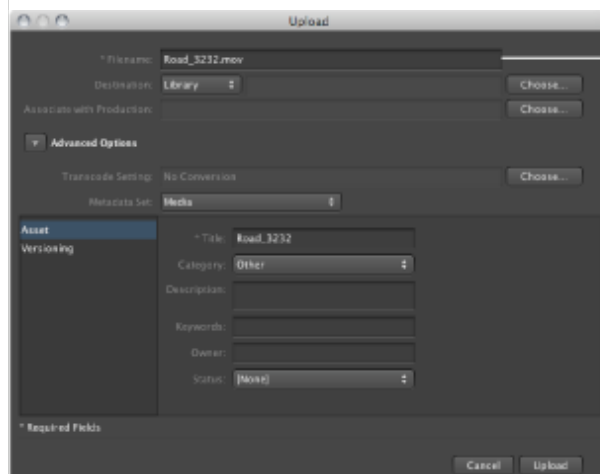 Upload
* Filename: Road_3232.mov
Destination: Library Choose...
Associate with Production: Choose...
Advanced Options
Transcode Setting: No Conversion Choose...
Metadata Set: Media
Asset
Versioning
* Title: Road_3232
Category: Other
Description:
Keywords:
Owner:
Status: [None]
* Required Fields
Cancel Upload